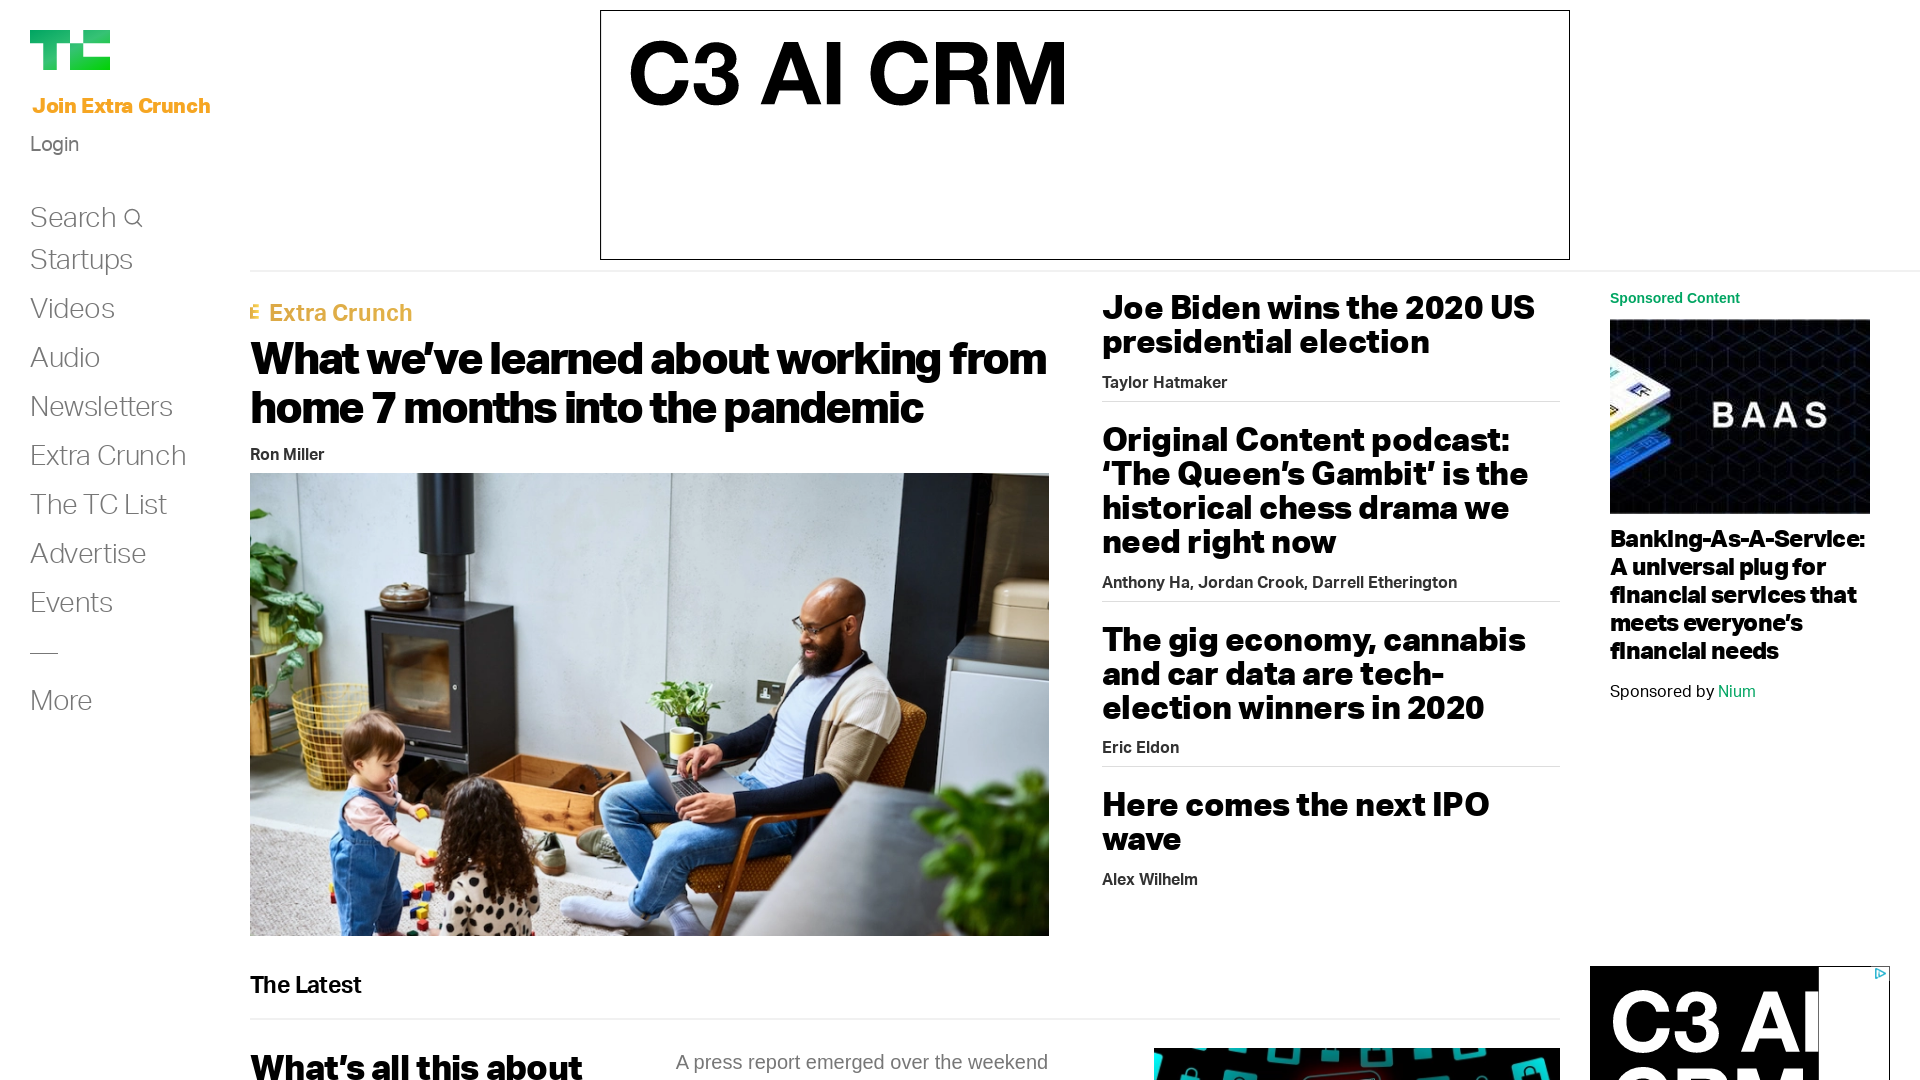 TC
Join Extra Crunch
Login
Search
Startups
Videos
Audio
Newsletters
Extra Crunch
The TC List
Advertise
Events
More
C3 AI CRM
Extra Crunch
What we’ve learned about working from
home 7 months into the pandemic
Ron Miller
Joe Biden wins the 2020 US
presidential election
Taylor Hatmaker
Original Content podcast:
‘The Queen’s Gambit’ is the
historical chess drama we
need right now
Anthony Ha, Jordan Crook, Darrell Etherington
The gig economy, cannabis
and car data are tech-
election winners in 2020
Eric Eldon
Here comes the next IPO
wave
Alex Wilhelm
Sponsored Content
BAAS
Banking-As-A-Service:
A universal plug for
financial services that
meets everyone’s
financial needs
Sponsored by Nium
The Latest
What’s all this about
A press report emerged over the weekend
C3 AI
CRM